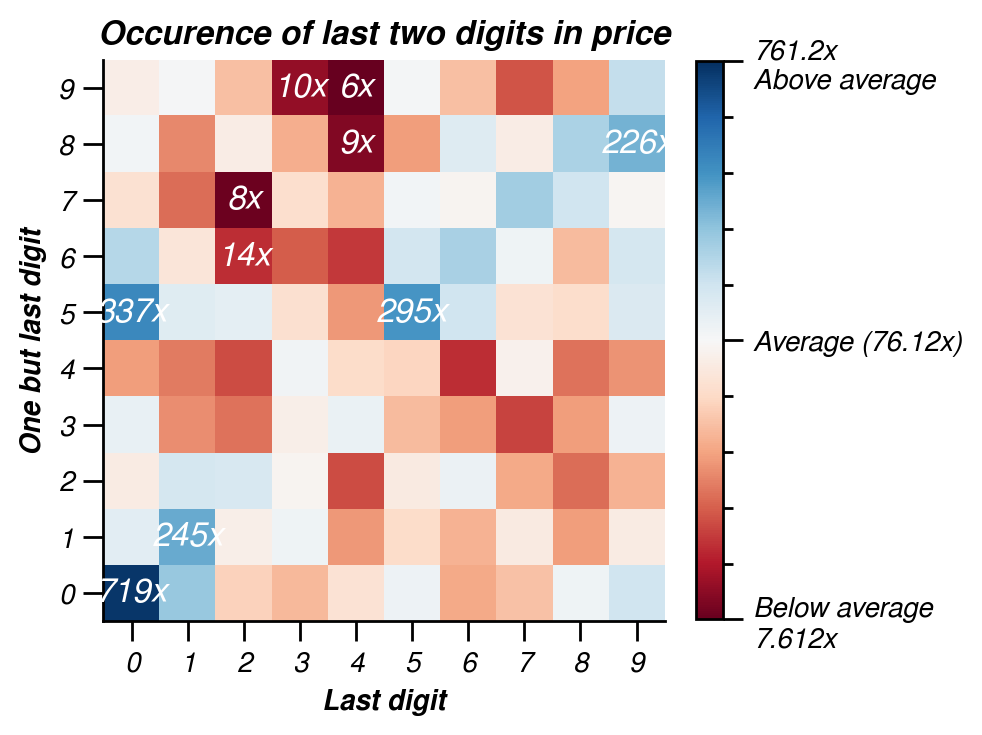 Occurence of last two digits in price
761.2x
Above average
9
10x
6x
8
9x
226x
7
8x
6
14x
5
337x
295x
Average (76.12x)
4
3
2
1
245x
0
719x
Below average
7.612x
0 1 2 3 4 5 6 7 8 9
Last digit
One but last digit